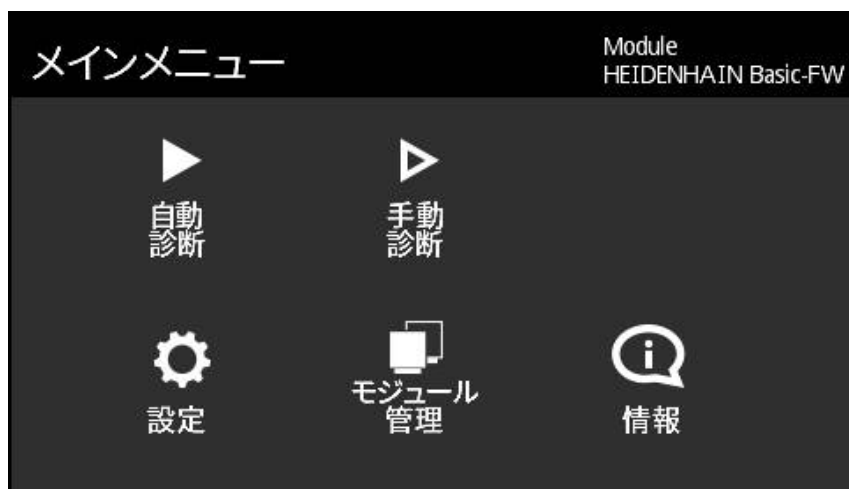 メインメニュー
Module
HEIDENHAIN Basic-FW
自動
診断
手動
診断
設定
モジュール
管理
情報